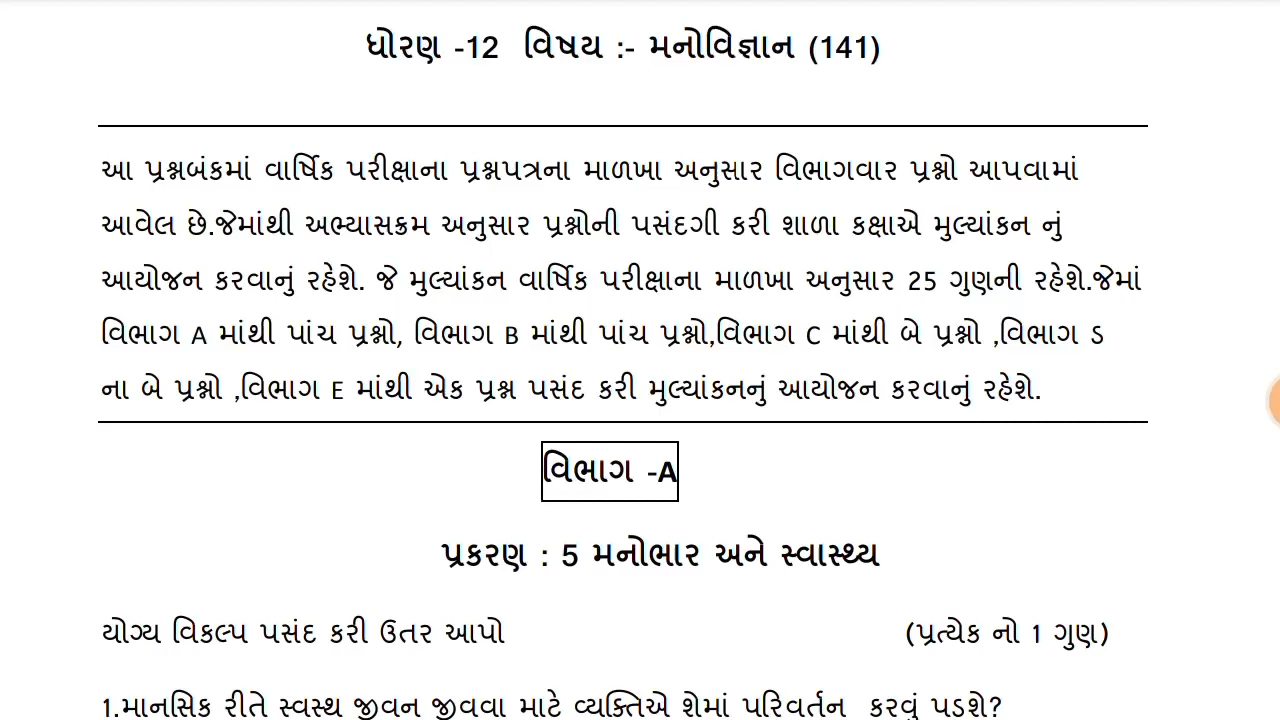 ધોરણ -12 વિષય :- મનોવિજ્ઞાન (141)
આ પ્રશ્નબંકમાં વાર્ષિક પરીક્ષાના પ્રશ્નપત્રના માળખા અનુસાર વિભાગવાર પ્રશ્નો આપવામાં
આવેલ છે.જેમાંથી અભ્યાસક્રમ અનુસાર પ્રશ્નોની પસંદગી કરી શાળા કક્ષાએ મુલ્યાંકન નું
આયોજન કરવાનું રહેશે. જે મુલ્યાંકન વાર્ષિક પરીક્ષાના માળખા અનુસાર 25 ગુણની રહેશે.જેમાં
વિભાગ A માંથી પાંચ પ્રશ્નો, વિભાગ B માંથી પાંચ પ્રશ્નો,વિભાગ C માંથી બે પ્રશ્નો ,વિભાગ ડ
ના બે પ્રશ્નો ,વિભાગ E માંથી એક પ્રશ્ન પસંદ કરી મુલ્યાંકનનું આયોજન કરવાનું રહેશે.
વિભાગ -A
પ્રકરણ : 5 મનોભાર અને સ્વાસ્થ્ય
યોગ્ય વિકલ્પ પસંદ કરી ઉતર આપો (પ્રત્યેક નો 1 ગુણ)
1.માનસિક રીતે સ્વસ્થ જીવન જીવવા માટે વ્યક્તિએ શેમાં પરિવર્તન કરવું પડશે?